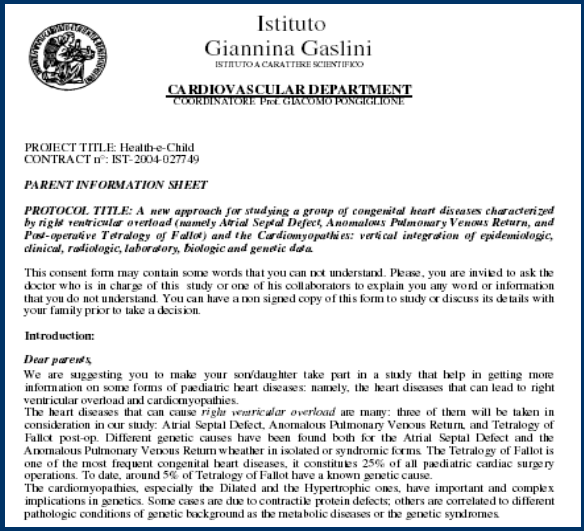 Istituto
Giannina Gaslini
ISTITUTO A CARATTERE SCIENTIFICO
CARDIOVASCULAR DEPARTMENT
COORDINATORE Prof. GIACOMO PONGIGLIONE
PROJECT TITLE: Health-e-Child
CONTRACT n°: IST-2004-027749
PARENT INFORMATION SHEET
PROTOCOL TITLE: A new approach for studying a group of congenital heart diseases characterized
by right ventricular overload (namely Atrial Septal Defect, Anomalous Pulmonary Venous Return, and
Post-operative Tetralogy of Fallot) and the Cardiomyopathies: vertical integration of epidemiologic,
clinical, radiologic, laboratory, biologic and genetic data.
This consent form may contain some words that you can not understand. Please, you are invited to ask the
doctor who is in charge of this study or one of his collaborators to explain you any word or information
that you do not understand. You can have a non signed copy of this form to study or discuss its details with
your family prior to take a decision.
Introduction:
Dear parents,
We are suggesting you to make your son/daughter take part in a study that help in getting more
information on some forms of paediatric heart diseases: namely, the heart diseases that can lead to right
ventricular overload and cardiomyopathies.
The heart diseases that can cause right ventricular overload are many: three of them will be taken in
consideration in our study: Atrial Septal Defect, Anomalous Pulmonary Venous Return, and Tetralogy of
Fallot post-op. Different genetic causes have been found both for the Atrial Septal Defect and the
Anomalous Pulmonary Venous Return wheather in isolated or syndromic forms. The Tetralogy of Fallot is
one of the most frequent congenital heart diseases, it constitutes 25% of all paediatric cardiac surgery
operations. To date, around 5% of Tetralogy of Fallot have a known genetic cause.
The cardiomyopathies, especially the Dilated and the Hypertrophic ones, have important and complex
implications in genetics. Some cases are due to contractile protein defects; others are correlated to different
pathologic conditions of genetic background as the metabolic diseases or the genetic syndromes.